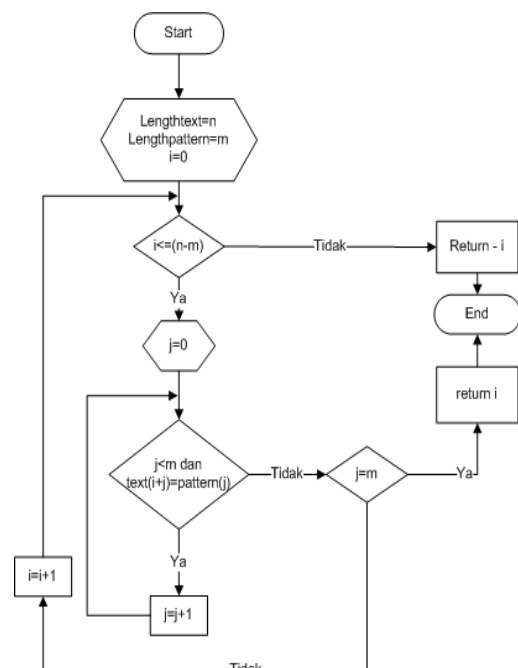 Start
Lengthtext=n
Lengthpattern=m
i=0
i<=(n-m)
Tidak
Return - i
Ya
End
j=0
return i
j<m dan
text(i+j)=pattern(j)
Tidak
j=m
Ya
Ya
i=i+1
j=j+1
Tidak